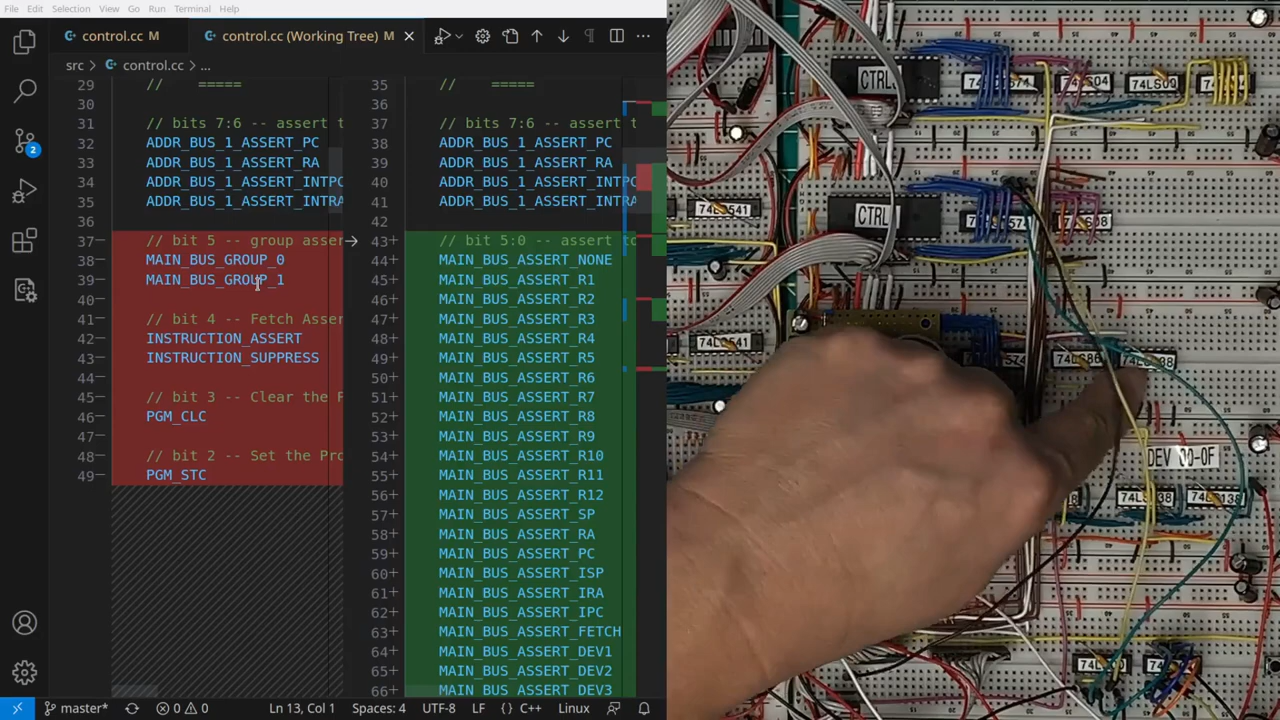 File Edit Selection View Go Run Terminal Help
control.cc M
control.cc (Working Tree) M
src > control.cc > ...
29 // =====
30
31 // bits 7:6 -- assert t
32 ADDR_BUS_1_ASSERT_PC
33 ADDR_BUS_1_ASSERT_RA
34 ADDR_BUS_1_ASSERT_INTPC
35 ADDR_BUS_1_ASSERT_INTRA
36
37 // bit 5 -- group asser
38 MAIN_BUS_GROUP_0
39 MAIN_BUS_GROUP_1
40
41 // bit 4 -- Fetch Asser
42 INSTRUCTION_ASSERT
43 INSTRUCTION_SUPPRESS
44
45 // bit 3 -- Clear the P
46 PGM_CLC
47
48 // bit 2 -- Set the Pro
49 PGM_STC
35 // =====
36
37 // bits 7:6 -- assert t
38 ADDR_BUS_1_ASSERT_PC
39 ADDR_BUS_1_ASSERT_RA
40 ADDR_BUS_1_ASSERT_INTPC
41 ADDR_BUS_1_ASSERT_INTRA
42
43+ // bit 5:0 -- assert to
44+ MAIN_BUS_ASSERT_NONE
45+ MAIN_BUS_ASSERT_R1
46+ MAIN_BUS_ASSERT_R2
47+ MAIN_BUS_ASSERT_R3
48+ MAIN_BUS_ASSERT_R4
49+ MAIN_BUS_ASSERT_R5
50+ MAIN_BUS_ASSERT_R6
51+ MAIN_BUS_ASSERT_R7
52+ MAIN_BUS_ASSERT_R8
53+ MAIN_BUS_ASSERT_R9
54+ MAIN_BUS_ASSERT_R10
55+ MAIN_BUS_ASSERT_R11
56+ MAIN_BUS_ASSERT_R12
57+ MAIN_BUS_ASSERT_SP
58+ MAIN_BUS_ASSERT_RA
59+ MAIN_BUS_ASSERT_PC
60+ MAIN_BUS_ASSERT_ISP
61+ MAIN_BUS_ASSERT_IRA
62+ MAIN_BUS_ASSERT_IPC
63+ MAIN_BUS_ASSERT_FETCH
64+ MAIN_BUS_ASSERT_DEV1
65+ MAIN_BUS_ASSERT_DEV2
66+ MAIN_BUS_ASSERT_DEV3
2
master* 0 0 Ln 13, Col 1 Spaces: 4 UTF-8 LF C++ Linux
CTRL
74LS00
74LS541
CTRL
74LS541
74LS86
DEV 00-0F